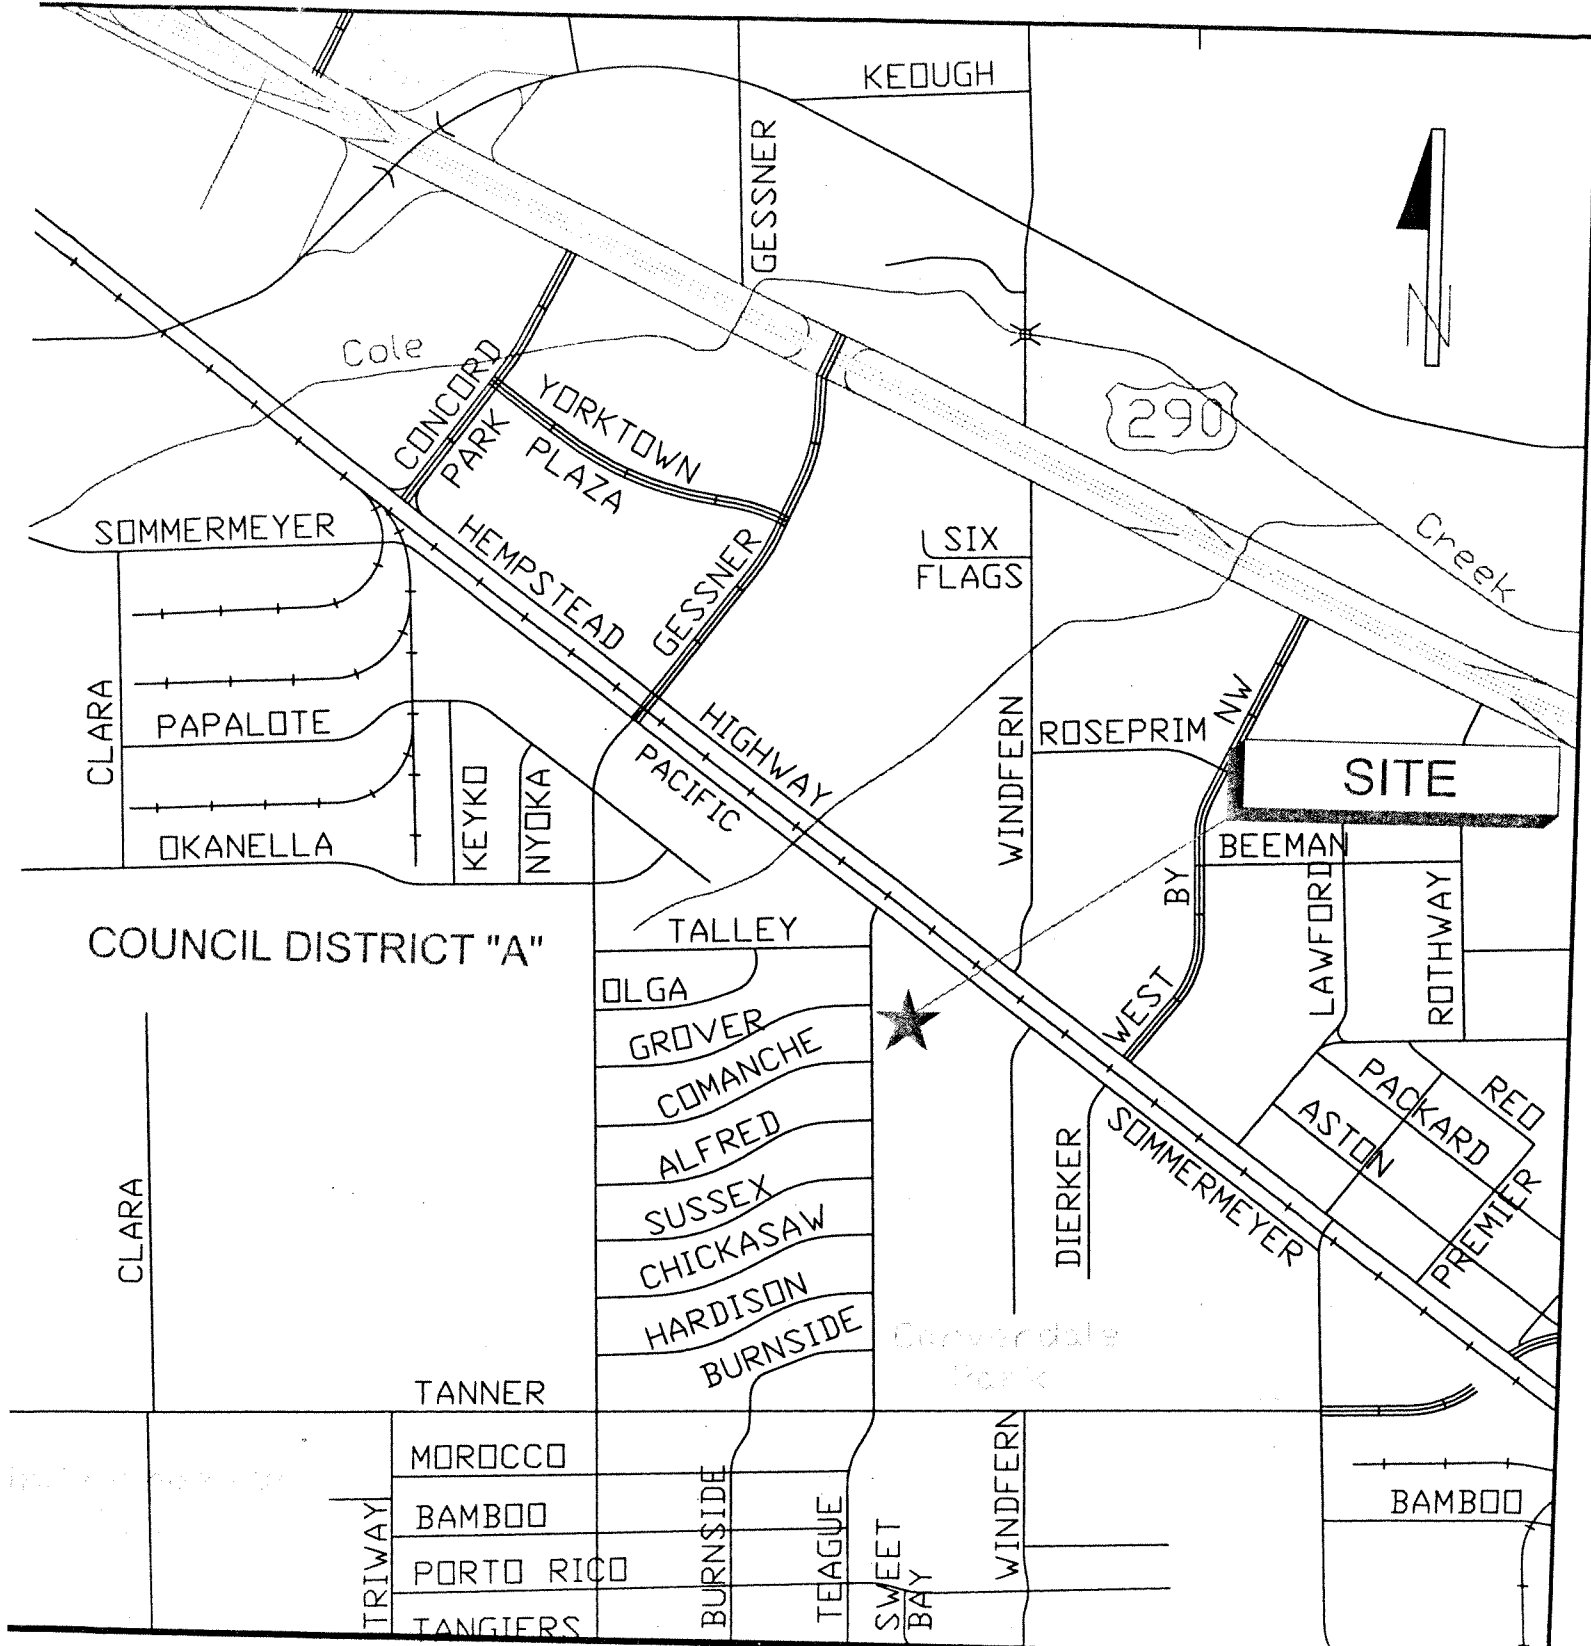 KEOUGH
GESSNER
N
Cole
CONCORD
PARK
YORKTOWN
PLAZA
290
SOMMERMEYER
HEMPSTEAD
GESSNER
SIX
FLAGS
Creek
CLARA
PAPALOTE
KEYKO
NYOKA
HIGHWAY
PACIFIC
WINDFERN
ROSEPRIM
NW
SITE
OKANELLA
BEEMAN
BY
LAWFORD
ROTHWAY
COUNCIL DISTRICT "A"
TALLEY
OLGA
GROVER
WEST
COMANCHE
PACKARD
REO
ASTON
ALFRED
SOMMERMEYER
DIERKER
CLARA
SUSSEX
PREMIER
CHICKASAW
HARDISON
BURNSIDE
TANNER
MOROCCO
BURNSIDE
WINDFERN
BAMBOO
BAMBOO
TRIWAY
TEAGUE
SWEET
BAY
PORTO RICO
TANGIERS